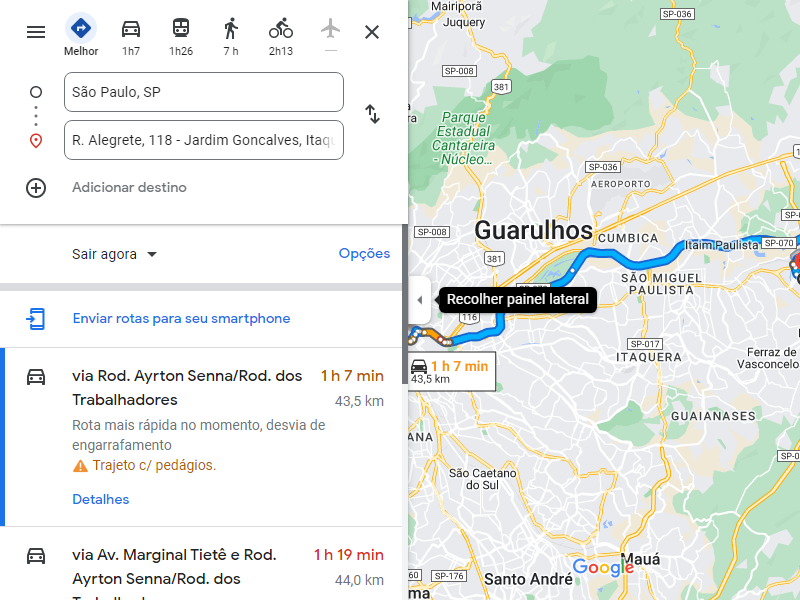 Melhor
1h7
1h26
7 h
2h13
—
São Paulo, SP
R. Alegrete, 118 - Jardim Goncalves, Itaqu
Adicionar destino
Sair agora
Opções
Enviar rotas para seu smartphone
via Rod. Ayrton Senna/Rod. dos
Trabalhadores
1 h 7 min
43,5 km
Rota mais rápida no momento, desvia de
engarrafamento
Trajeto c/ pedágios.
Detalhes
via Av. Marginal Tietê e Rod.
Ayrton Senna/Rod. dos
1 h 19 min
44,0 km
Mairiporã
Juquery
SP-036
SP-008
381
Parque
Estadual
Cantareira
- Núcleo...
SP-036
AEROPORTO
SP-008
Guarulhos
CUMBICA
381
Itaim Paulista
SP-070
SÃO MIGUEL
PAULISTA
Recolher painel lateral
116
1 h 7 min
43,5 km
SP-017
ITAQUERA
Ferraz de
Vasconcelo
GUAIANASES
ANA
São Caetano
do Sul
SP-176
Santo André
Mauá
Google